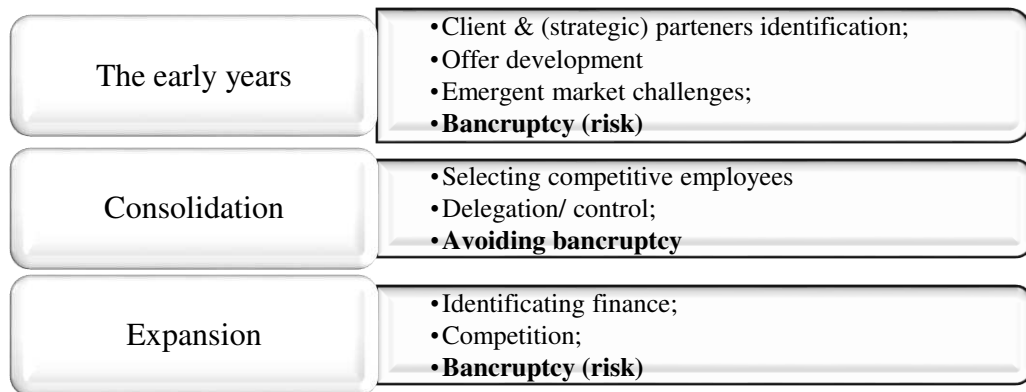 The early years
•Client & (strategic) parteners identification;
•Offer development
•Emergent market challenges;
•Bancruptcy (risk)
Consolidation
•Selecting competitive employees
•Delegation/ control;
•Avoiding bancruptcy
Expansion
•Identificating finance;
•Competition;
•Bancruptcy (risk)